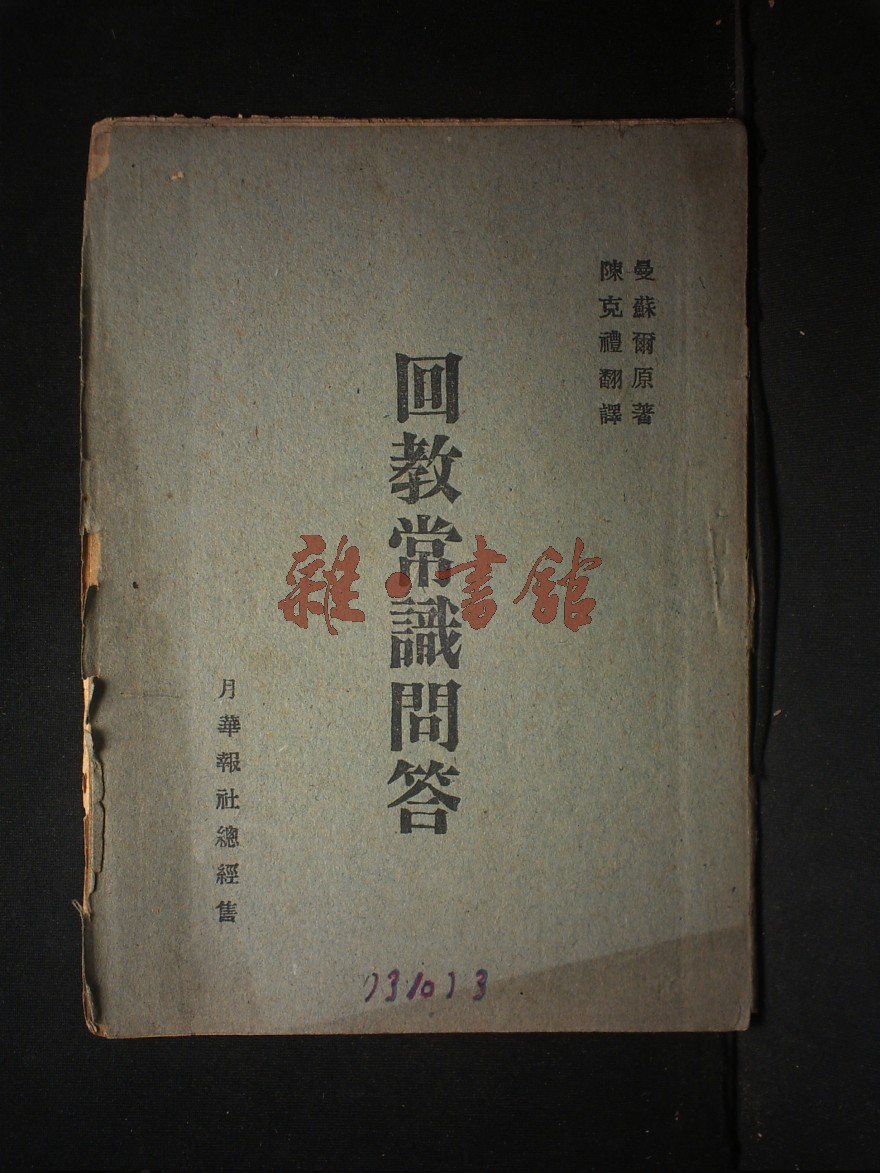 曼蘇爾原著
陳克禮翻譯
回教常識問答
雜·書館
月華報社總經售